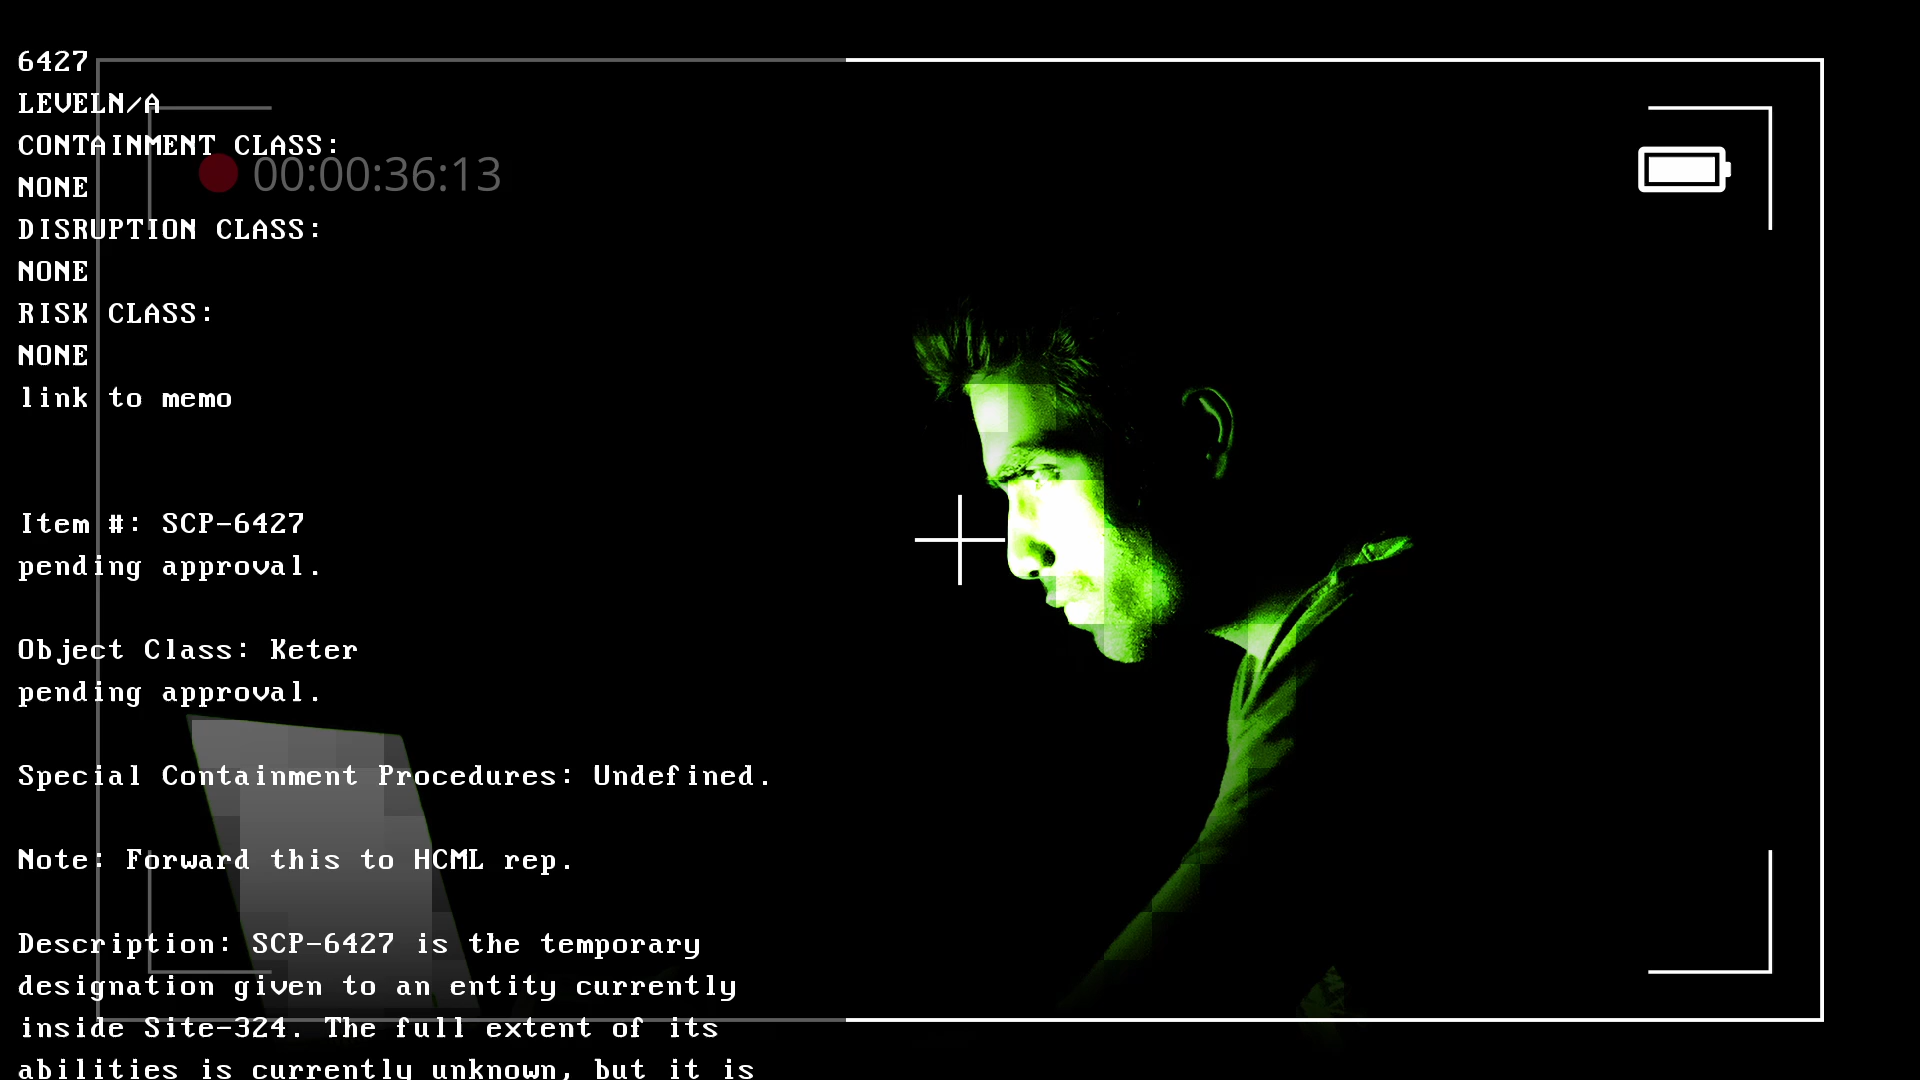 6427
LEVELN/A
CONTAINMENT CLASS:
00:00:36:13
NONE
DISRUPTION CLASS:
NONE
RISK CLASS:
NONE
link to memo
Item #: SCP-6427
pending approval.
Object Class: Keter
pending approval.
Special Containment Procedures: Undefined.
Note: Forward this to HCML rep.
Description: SCP-6427 is the temporary
designation given to an entity currently
inside Site-324. The full extent of its
abilities is currently unknown, but it is